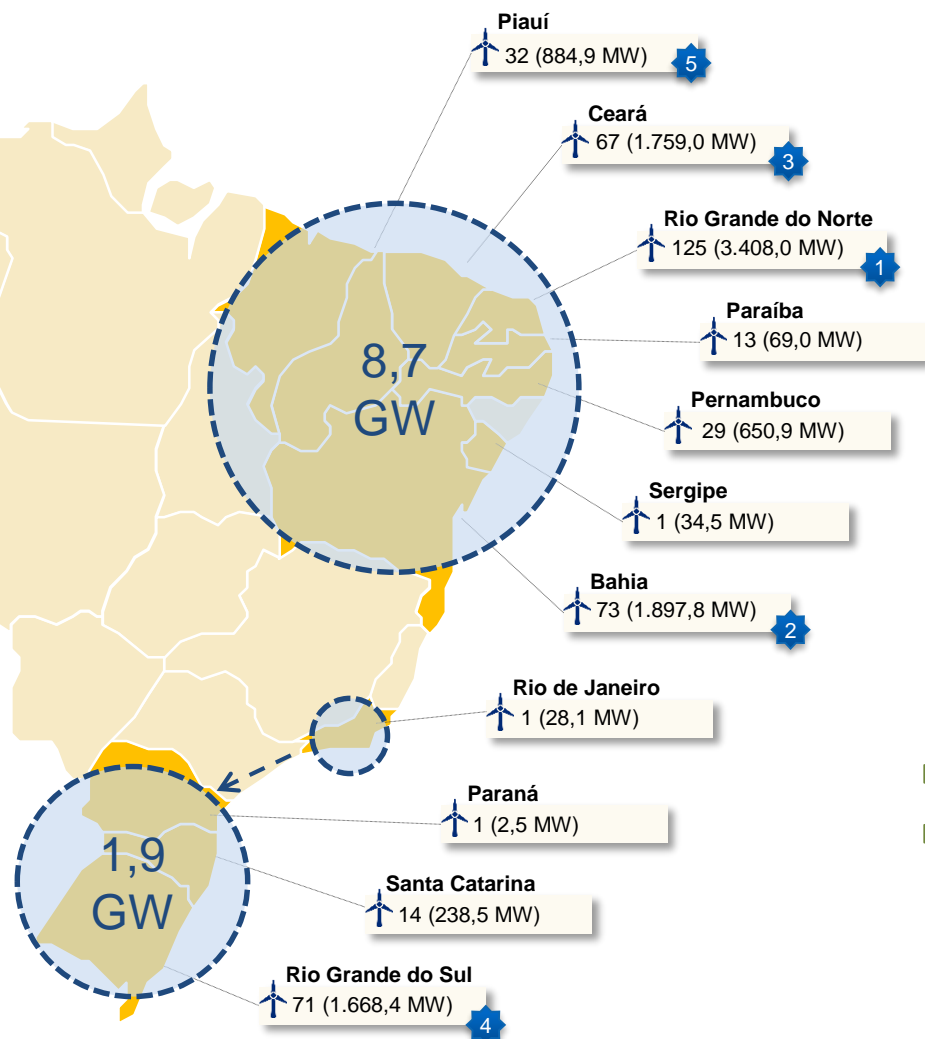 Piauí
32 (884,9 MW)
5
Ceará
67 (1.759,0 MW)
3
Rio Grande do Norte
125 (3.408,0 MW)
1
Paraíba
13 (69,0 MW)
8,7
GW
Pernambuco
29 (650,9 MW)
Sergipe
1 (34,5 MW)
Bahia
73 (1.897,8 MW)
2
Rio de Janeiro
1 (28,1 MW)
Paraná
1 (2,5 MW)
1,9
GW
Santa Catarina
14 (238,5 MW)
Rio Grande do Sul
71 (1.668,4 MW)
4